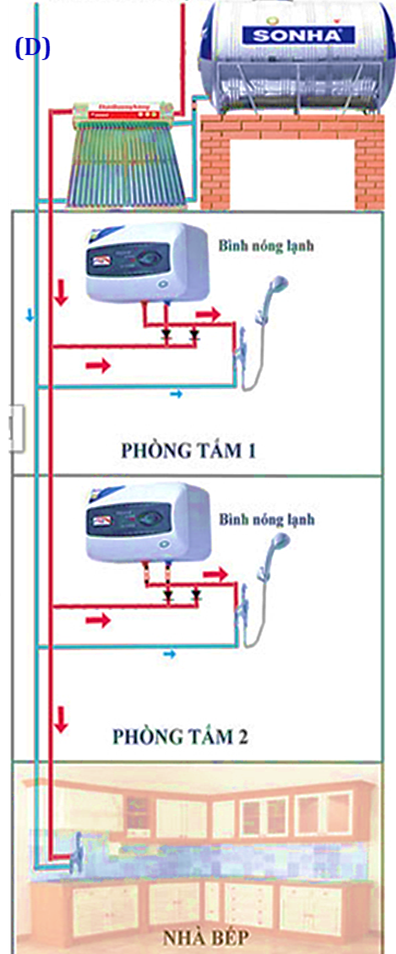 (D)
SONHA
Bình nóng lạnh
PHÒNG TẮM 1
Bình nóng lạnh
PHÒNG TẮM 2
NHÀ BẾP